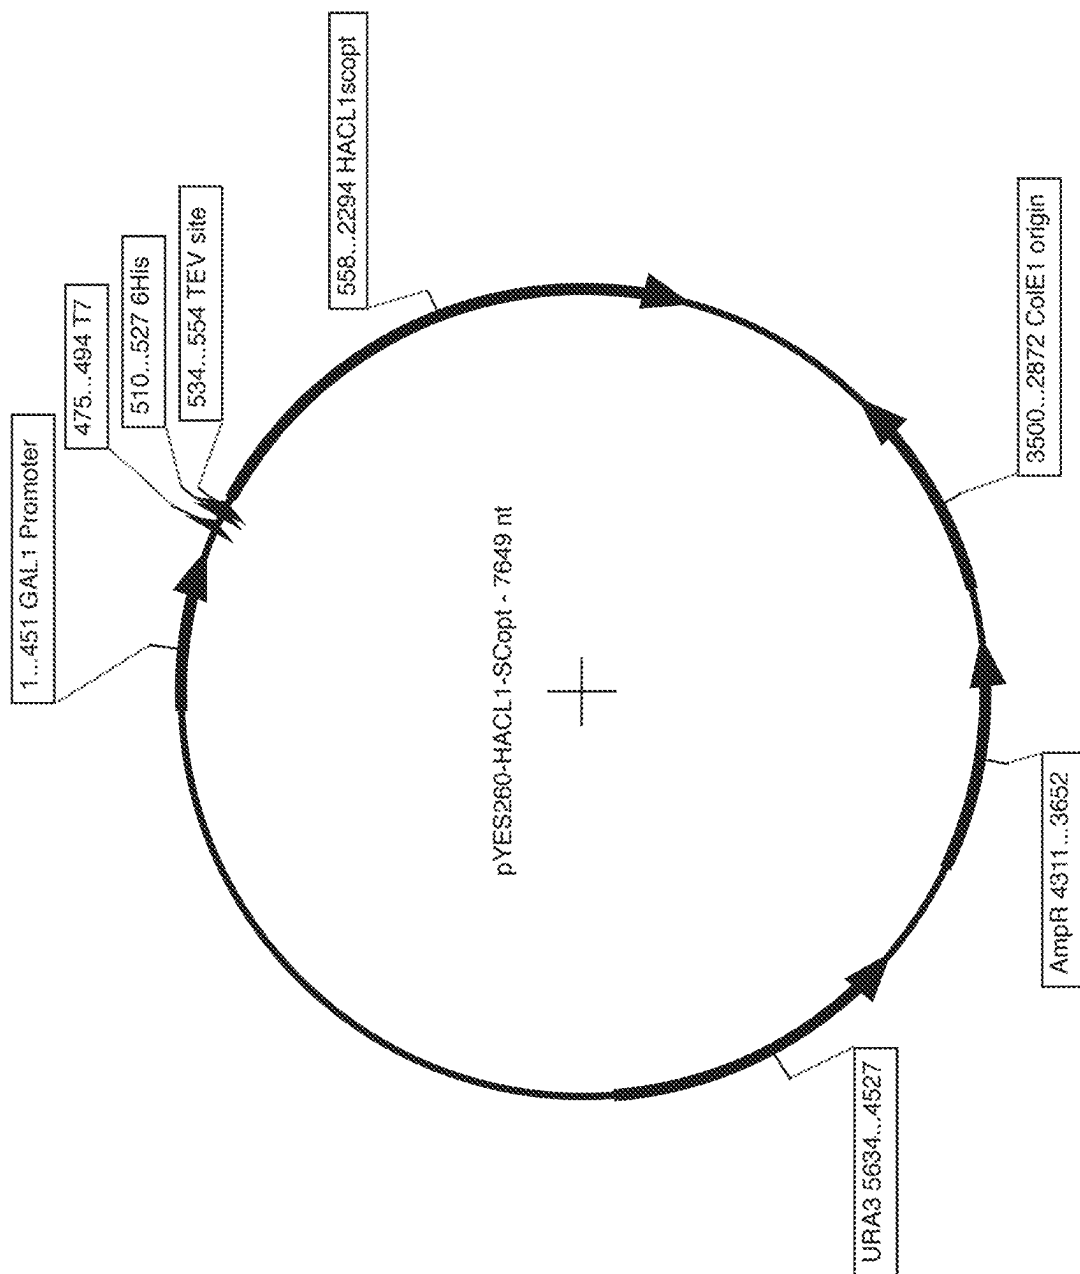 1...451 GAL1 Promoter
475...494 T7
510...527 6His
534...554 TEV site
558...2294 HACL1scopt
pYES260-HACL1-SCopt - 7649 nt
3500...2872 ColE1 origin
AmpR 4311...3652
URA3 5634...4527